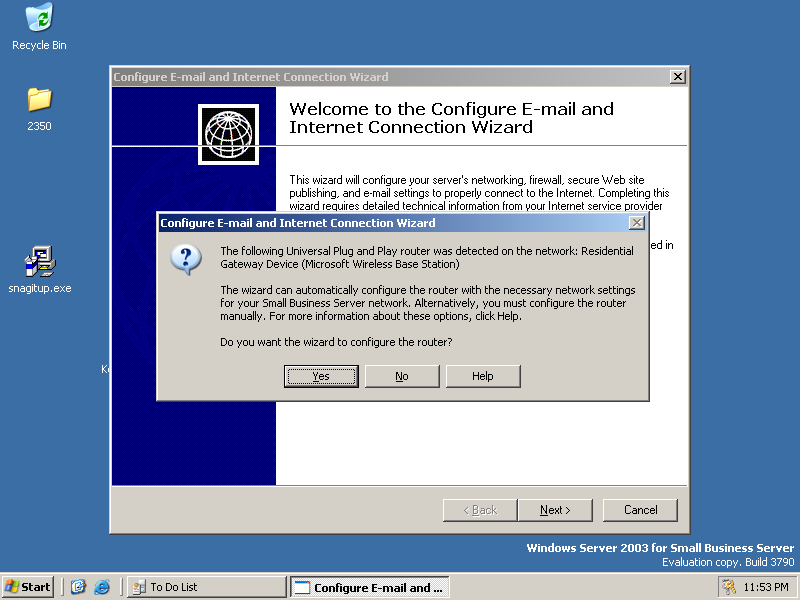 Recycle Bin
2350
snagitup.exe
Configure E-mail and Internet Connection Wizard
Welcome to the Configure E-mail and
Internet Connection Wizard
This wizard will configure your server's networking, firewall, secure Web site
publishing, and e-mail settings to properly connect to the Internet. Completing this
wizard requires detailed technical information from your Internet service provider
ed in
Configure E-mail and Internet Connection Wizard
The following Universal Plug and Play router was detected on the network: Residential
Gateway Device (Microsoft Wireless Base Station)
The wizard can automatically configure the router with the necessary network settings
for your Small Business Server network. Alternatively, you must configure the router
manually. For more information about these options, click Help.
Do you want the wizard to configure the router?
Yes No Help
< Back Next > Cancel
Windows Server 2003 for Small Business Server
Evaluation copy. Build 3790
Start To Do List Configure E-mail and ... 11:53 PM